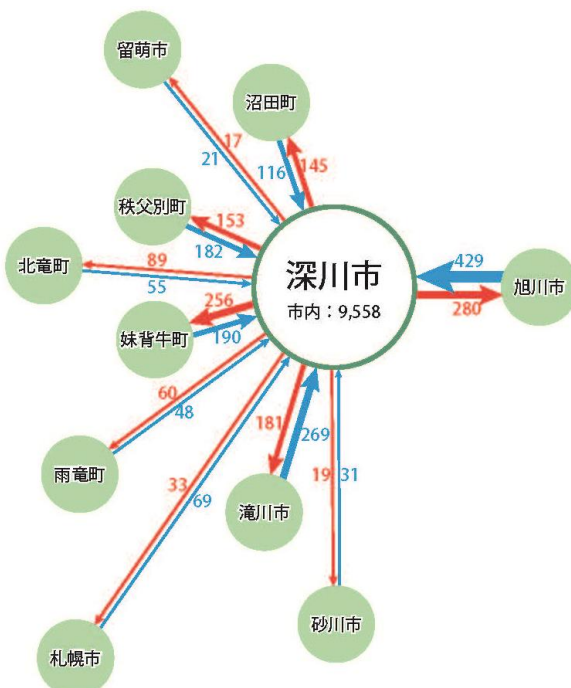 留萌市
沼田町
17
21
116
145
秩父別町
153
182
北竜町
89
55
深川市
市内：9,558
429
280
旭川市
妹背牛町
256
190
60
48
雨竜町
181
269
滝川市
33
69
19
31
砂川市
札幌市